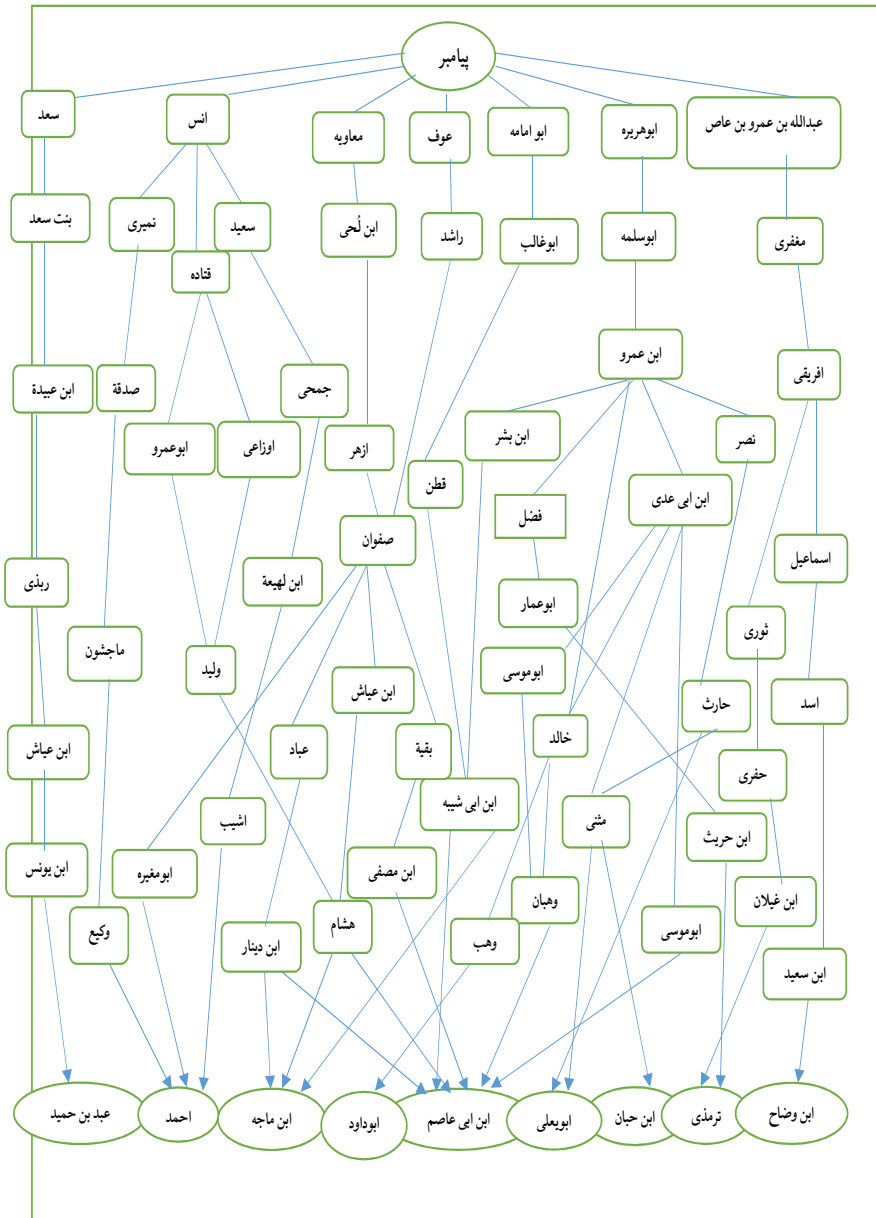 پیامبر
عبدالله بن عمرو بن عاص
ابوهریره
ابو امامه
عوف
معاویه
انس
سعد
مغفری
ابوسلمه
ابوغالب
راشد
ابن لُحی
سعید
نمیری
بنت سعد
قتاده
افریقی
ابن عمرو
جمحی
صدقة
ابن عبیدة
نصر
ابن بشر
ازهر
اوزاعی
ابوعمرو
قطن
ابن ابی عدی
فضل
صفوان
اسماعیل
ابن لهیعة
ربذی
ابوعمار
ثوری
ماجشون
ابوموسی
ولید
ابن عیاش
اسد
حارث
خالد
بقیة
عباد
ابن عیاش
حفری
ابن ابی شیبه
مثنی
اشیب
ابن حریث
ابن مصفی
ابومغیره
ابن یونس
ابن غیلان
وهبان
هشام
ابوموسی
وهب
ابن دینار
وکیع
ابن سعید
ابن وضاح
ترمذی
ابن حبان
ابویعلی
ابن ابی عاصم
ابوداود
ابن ماجه
احمد
عبد بن حمید